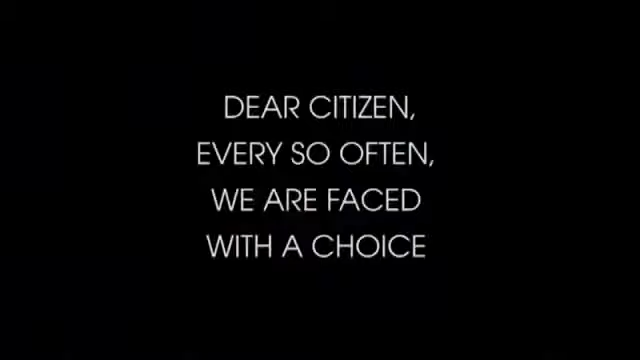 DEAR CITIZEN,
EVERY SO OFTEN,
WE ARE FACED
WITH A CHOICE